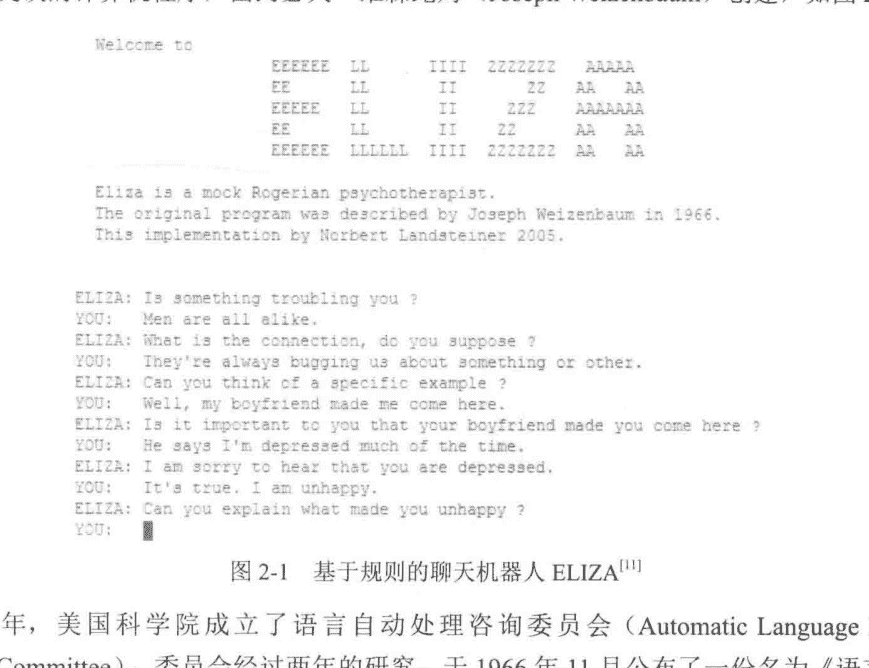 Joseph Weizenbaum
Welcome to
EEEEEE LL IIII ZZZZZZZ AAAAA
EE LL II ZZ AA AA
EEEEE LL II ZZZ AAAAAAA
EE LL II ZZ AA AA
EEEEEE LLLLLL IIII ZZZZZZZ AA AA
Eliza is a mock Rogerian psychotherapist.
The original program was described by Joseph Weizenbaum in 1966.
This implementation by Norbert Landsteiner 2005.
ELIZA: Is something troubling you ?
YOU: Men are all alike.
ELIZA: What is the connection, do you suppose ?
YOU: They're always bugging us about something or other.
ELIZA: Can you think of a specific example ?
YOU: Well, my boyfriend made me come here.
ELIZA: Is it important to you that your boyfriend made you come here ?
YOU: He says I'm depressed much of the time.
ELIZA: I am sorry to hear that you are depressed.
YOU: It's true. I am unhappy.
ELIZA: Can you explain what made you unhappy ?
YOU:
图 2-1 基于规则的聊天机器人 ELIZA[11]
年，美国科学院成立了语言自动处理咨询委员会（Automatic Language
Committee），委员会经过两年的研究，于 1966 年 11 月公布了一份名为《语言